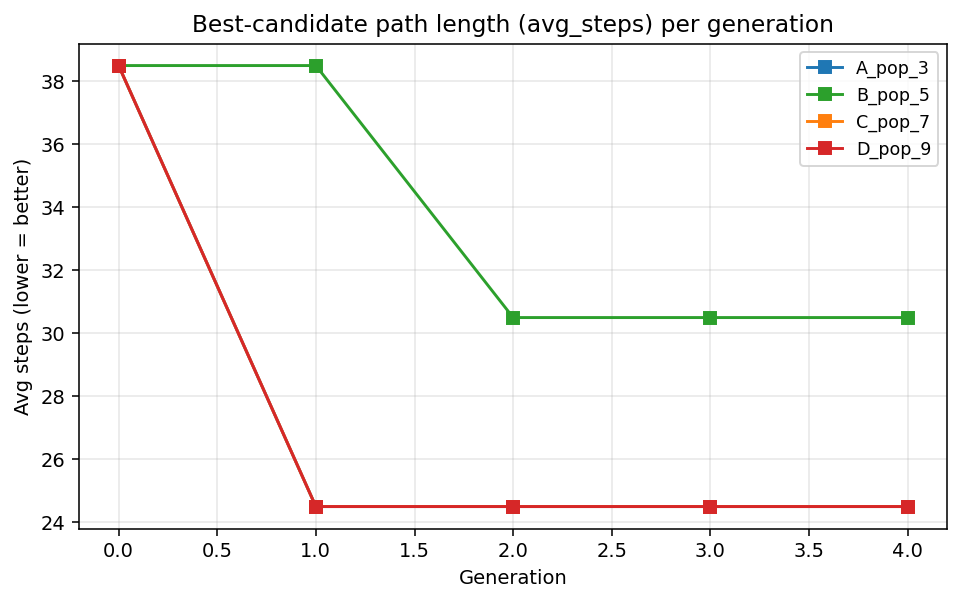 Best-candidate path length (avg_steps) per generation
A_pop_3
B_pop_5
C_pop_7
D_pop_9
Avg steps (lower = better)
38
36
34
32
30
28
26
24
0.0 0.5 1.0 1.5 2.0 2.5 3.0 3.5 4.0
Generation